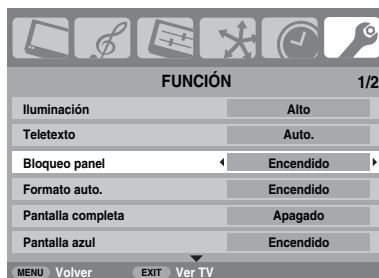 FUNCIÓN 1/2
Iluminación Alto
Teletexto Auto.
Bloqueo panel Encendido
Formato auto. Encendido
Pantalla completa Apagado
Pantalla azul Encendido
MENU Volver EXIT Ver TV